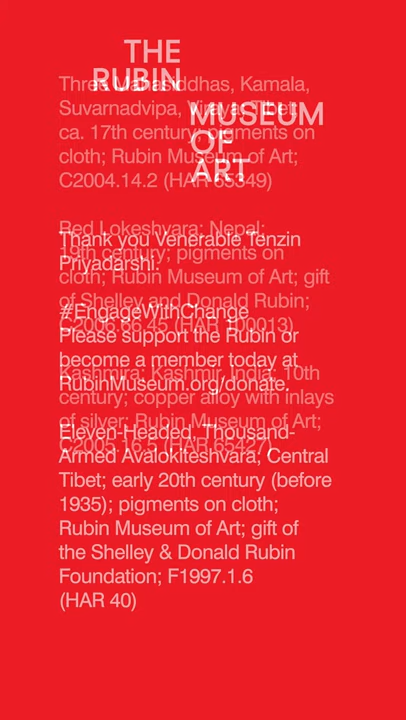 THE
RUBIN
MUSEUM
OF
ART
Three Mahasiddhas, Kamala,
Suvarnadvipa, Viraya; Tibet;
ca. 17th century; pigments on
cloth; Rubin Museum of Art;
C2004.14.2 (HAR 65349)
Red Lokeshvara; Nepal;
19th century; pigments on
cloth; Rubin Museum of Art; gift
of Shelley and Donald Rubin;
C2006.66.45 (HAR 100013)
Thank you Venerable Tenzin
Priyadarshi.
#EngageWithChange
Please support the Rubin or
become a member today at
RubinMuseum.org/donate.
Kashmira; Kashmir, India; 10th
century; copper alloy with inlays
of silver; Rubin Museum of Art;
(HAR 65427)
Eleven-Headed, Thousand-
Armed Avalokiteshvara; Central
Tibet; early 20th century (before
1935); pigments on cloth;
Rubin Museum of Art; gift of
the Shelley & Donald Rubin
Foundation; F1997.1.6
(HAR 40)